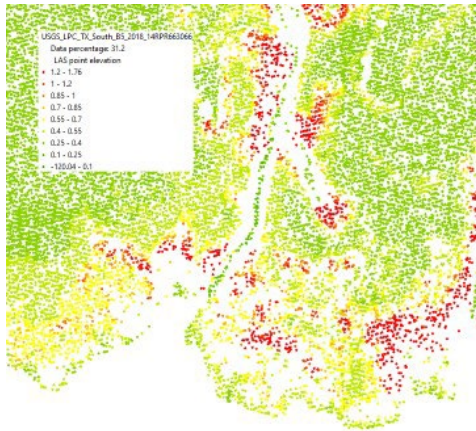 USGS_LPC_TX_South_B5_2018_14RPR663066
Data percentage: 31.2
LAS point elevation
1.2 - 1.76
1 - 1.2
0.85 - 1
0.7 - 0.85
0.55 - 0.7
0.4 - 0.55
0.25 - 0.4
0.1 - 0.25
-120.04 - 0.1